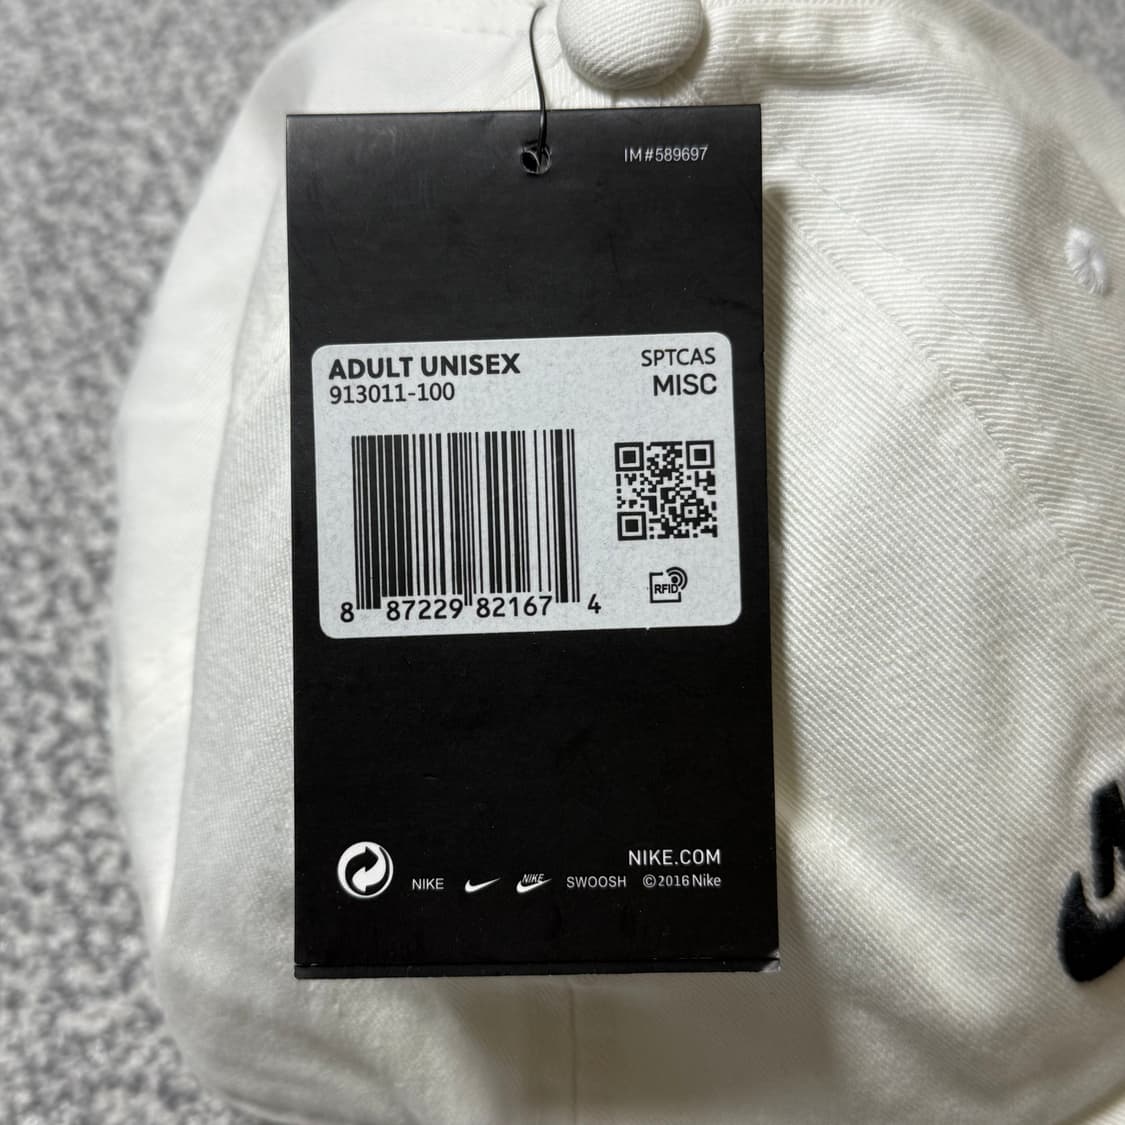 IM#589697
ADULT UNISEX
913011-100
SPTCAS
MISC
8 87229 82167 4
RFID
NIKE.COM
NIKE NIKE SWOOSH ©2016 Nike